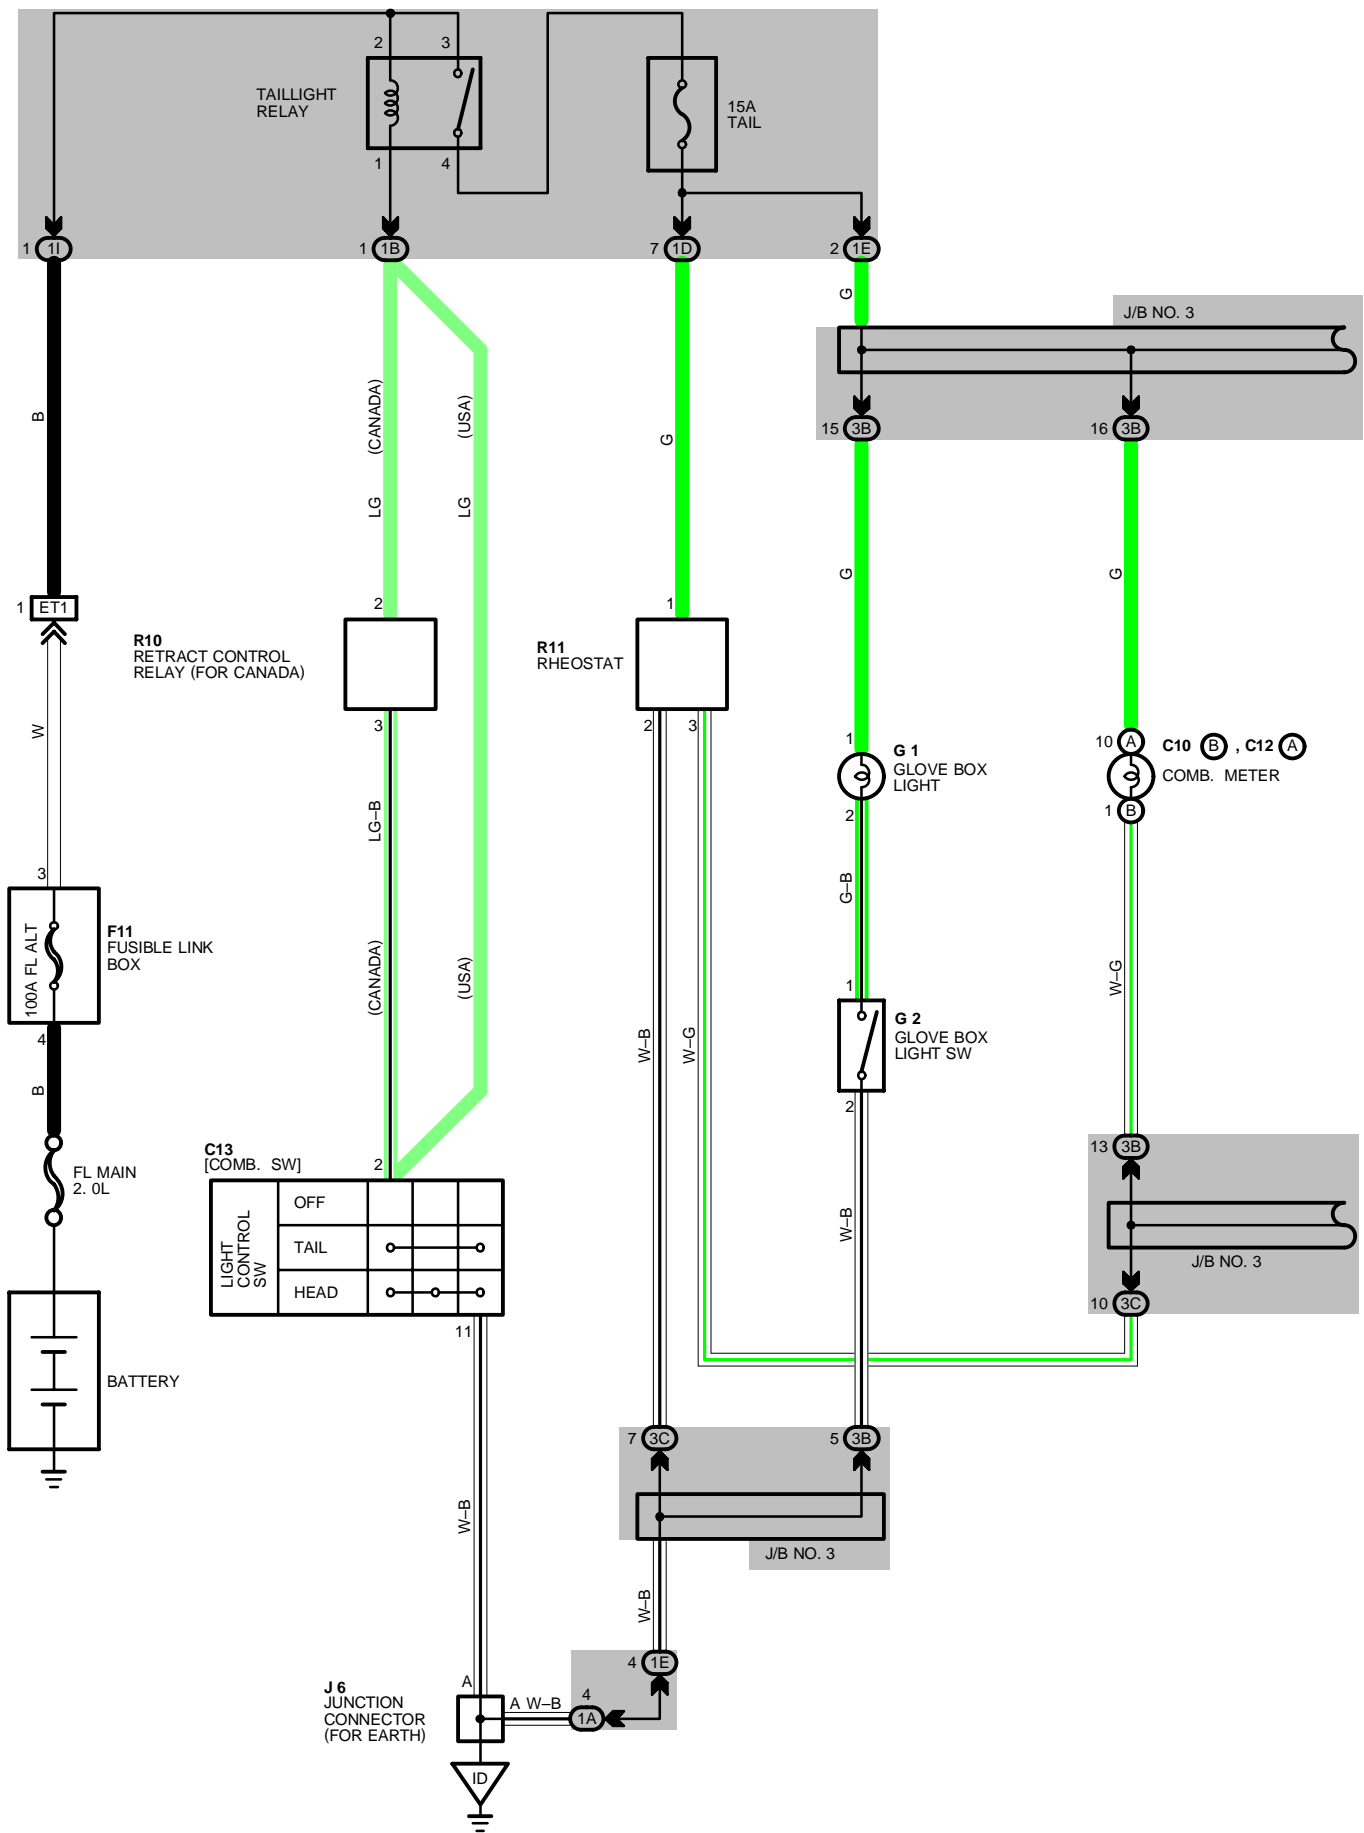 2 3
TAILLIGHT
RELAY
15A
TAIL
1 4
1 1I
1 1B
7 1D
2 1E
G
J/B NO. 3
B
(CANADA)
(USA)
G
15 3B
16 3B
LG
LG
G
G
1 ET1
2
1
R10
RETRACT CONTROL
RELAY (FOR CANADA)
R11
RHEOSTAT
W
3
2 3
1
10 A
C10 B , C12 A
COMB. METER
1 B
G 1
GLOVE BOX
LIGHT
2
LG–B
G–B
3
100A FL ALT
F11
FUSIBLE LINK
BOX
4
(CANADA)
(USA)
W–G
1
G 2
GLOVE BOX
LIGHT SW
2
W–B
W–G
B
FL MAIN
2. 0L
C13
[COMB. SW]
2
13 3B
LIGHT
CONTROL
SW
OFF
TAIL
HEAD
W–B
J/B NO. 3
10 3C
11
BATTERY
7 3C
5 3B
W–B
J/B NO. 3
W–B
4 1E
J 6
JUNCTION
CONNECTOR
(FOR EARTH)
A
A W–B
4
1A
ID